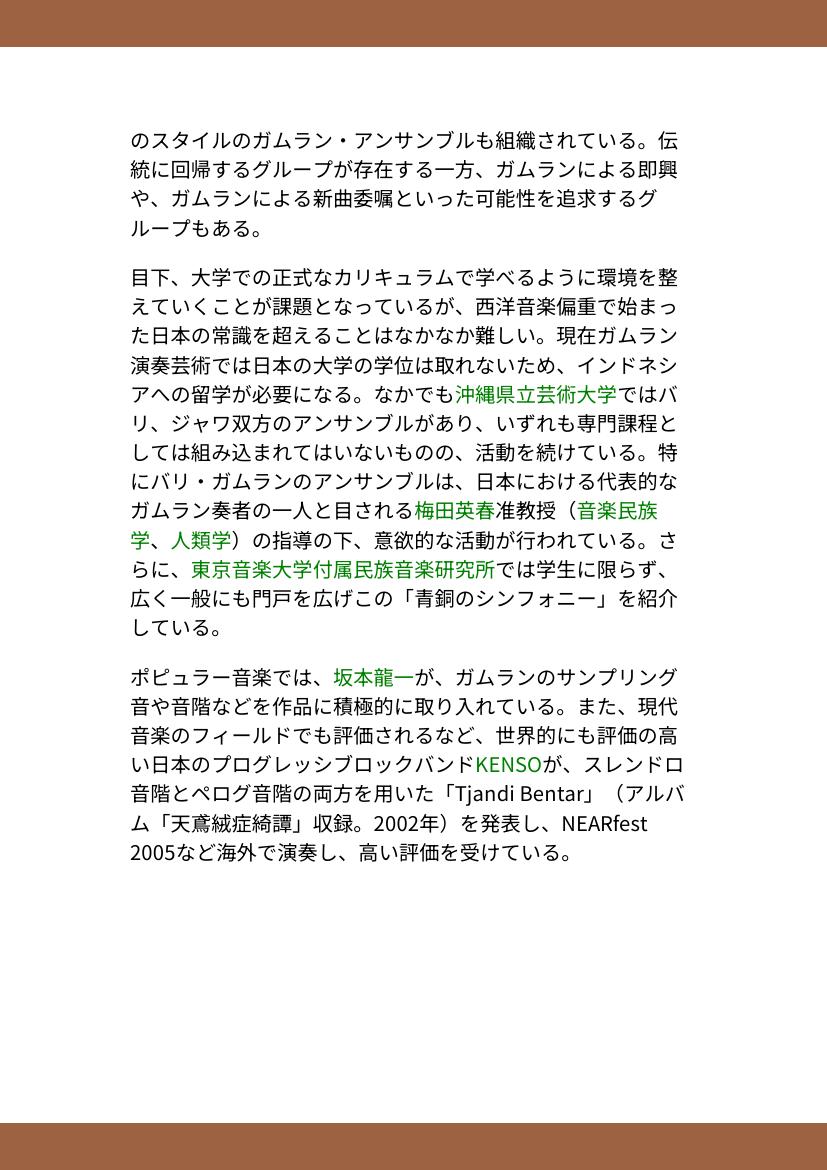 のスタイルのガムラン・アンサンブルも組織されている。伝
統に回帰するグループが存在する一方、ガムランによる即興
や、ガムランによる新曲委嘱といった可能性を追求するグ
ループもある。
目下、大学での正式なカリキュラムで学べるように環境を整
えていくことが課題となっているが、西洋音楽偏重で始まっ
た日本の常識を超えることはなかなか難しい。現在ガムラン
演奏芸術では日本の大学の学位は取れないため、インドネシ
アへの留学が必要になる。なかでも沖縄県立芸術大学ではバ
リ、ジャワ双方のアンサンブルがあり、いずれも専門課程と
しては組み込まれてはいないものの、活動を続けている。特
にバリ・ガムランのアンサンブルは、日本における代表的な
ガムラン奏者の一人と目される梅田英春准教授（音楽民族
学、人類学）の指導の下、意欲的な活動が行われている。さ
らに、東京音楽大学付属民族音楽研究所では学生に限らず、
広く一般にも門戸を広げこの「青銅のシンフォニー」を紹介
している。
ポピュラー音楽では、坂本龍一が、ガムランのサンプリング
音や音階などを作品に積極的に取り入れている。また、現代
音楽のフィールドでも評価されるなど、世界的にも評価の高
い日本のプログレッシブロックバンドKENSOが、スレンドロ
音階とペログ音階の両方を用いた「Tjandi Bentar」（アルバ
ム「天鳶絨症綺譚」収録。2002年）を発表し、NEARfest
2005など海外で演奏し、高い評価を受けている。